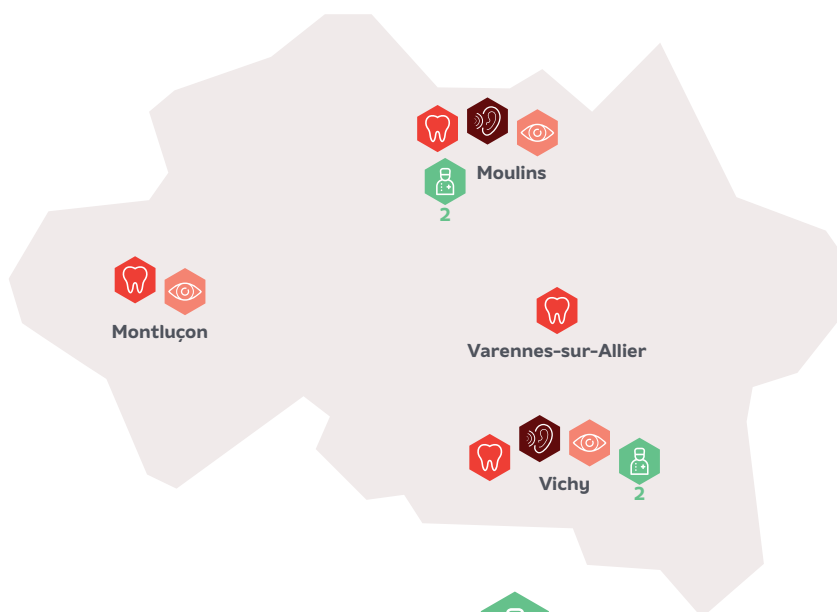 Moulins
2
Montluçon
Varennes-sur-Allier
Vichy
2